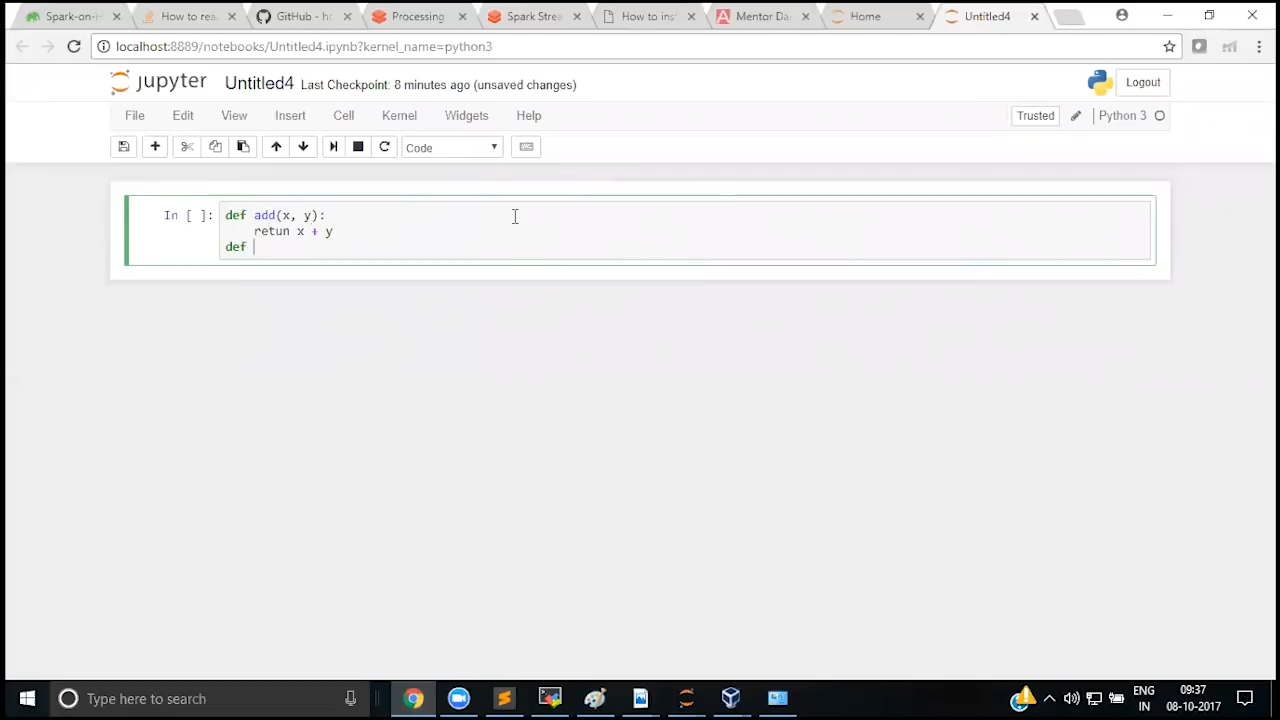 Spark-on-H
How to rea
GitHub - h
Processing
Spark Strea
How to inst
Mentor Da
Home
Untitled4
localhost:8889/notebooks/Untitled4.ipynb?kernel_name=python3
jupyter Untitled4 Last Checkpoint: 8 minutes ago (unsaved changes)
Logout
File Edit View Insert Cell Kernel Widgets Help
Trusted
Python 3
Code
In [ ]: def add(x, y):
retun x + y
def
Type here to search
ENG
IN
09:37
08-10-2017